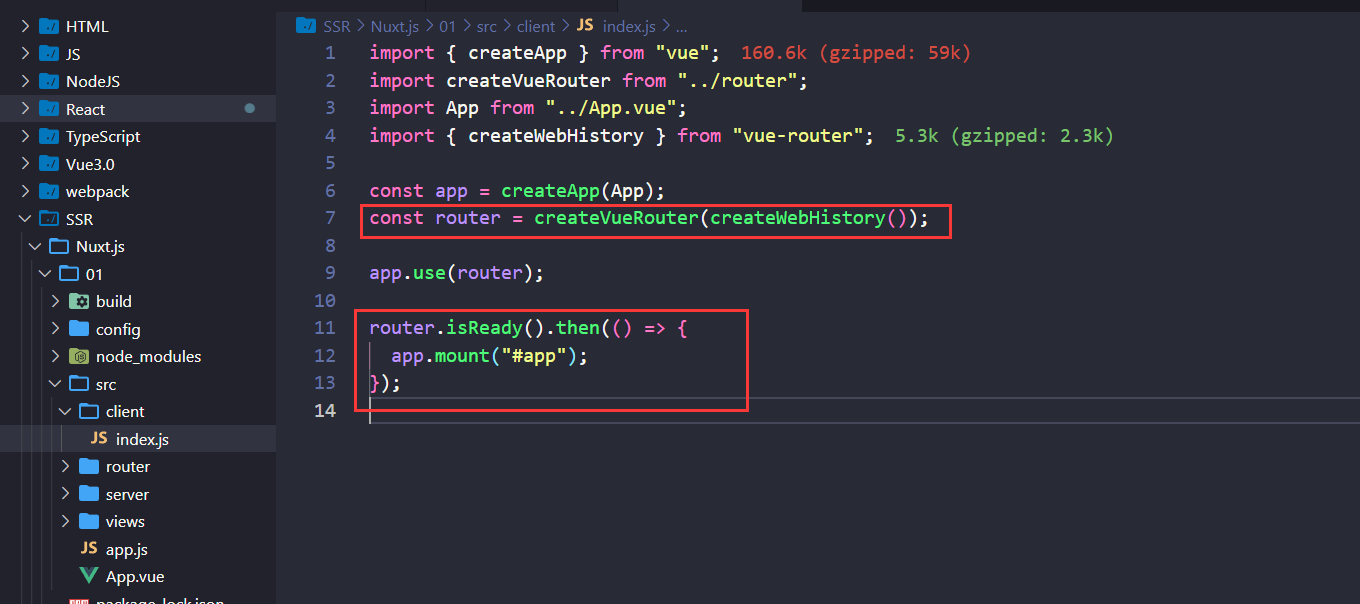 HTML
JS
NodeJS
React
TypeScript
Vue3.0
webpack
SSR
Nuxt.js
01
build
config
node_modules
src
client
JS index.js
router
server
views
JS app.js
App.vue
package-lock.json
SSR > Nuxt.js > 01 > src > client > JS index.js > ...
1 import { createApp } from "vue"; 160.6k (gzipped: 59k)
2 import createVueRouter from "../router";
3 import App from "../App.vue";
4 import { createWebHistory } from "vue-router"; 5.3k (gzipped: 2.3k)
5
6 const app = createApp(App);
7 const router = createVueRouter(createWebHistory());
8
9 app.use(router);
10
11 router.isReady().then(() => {
12 app.mount("#app");
13 });
14